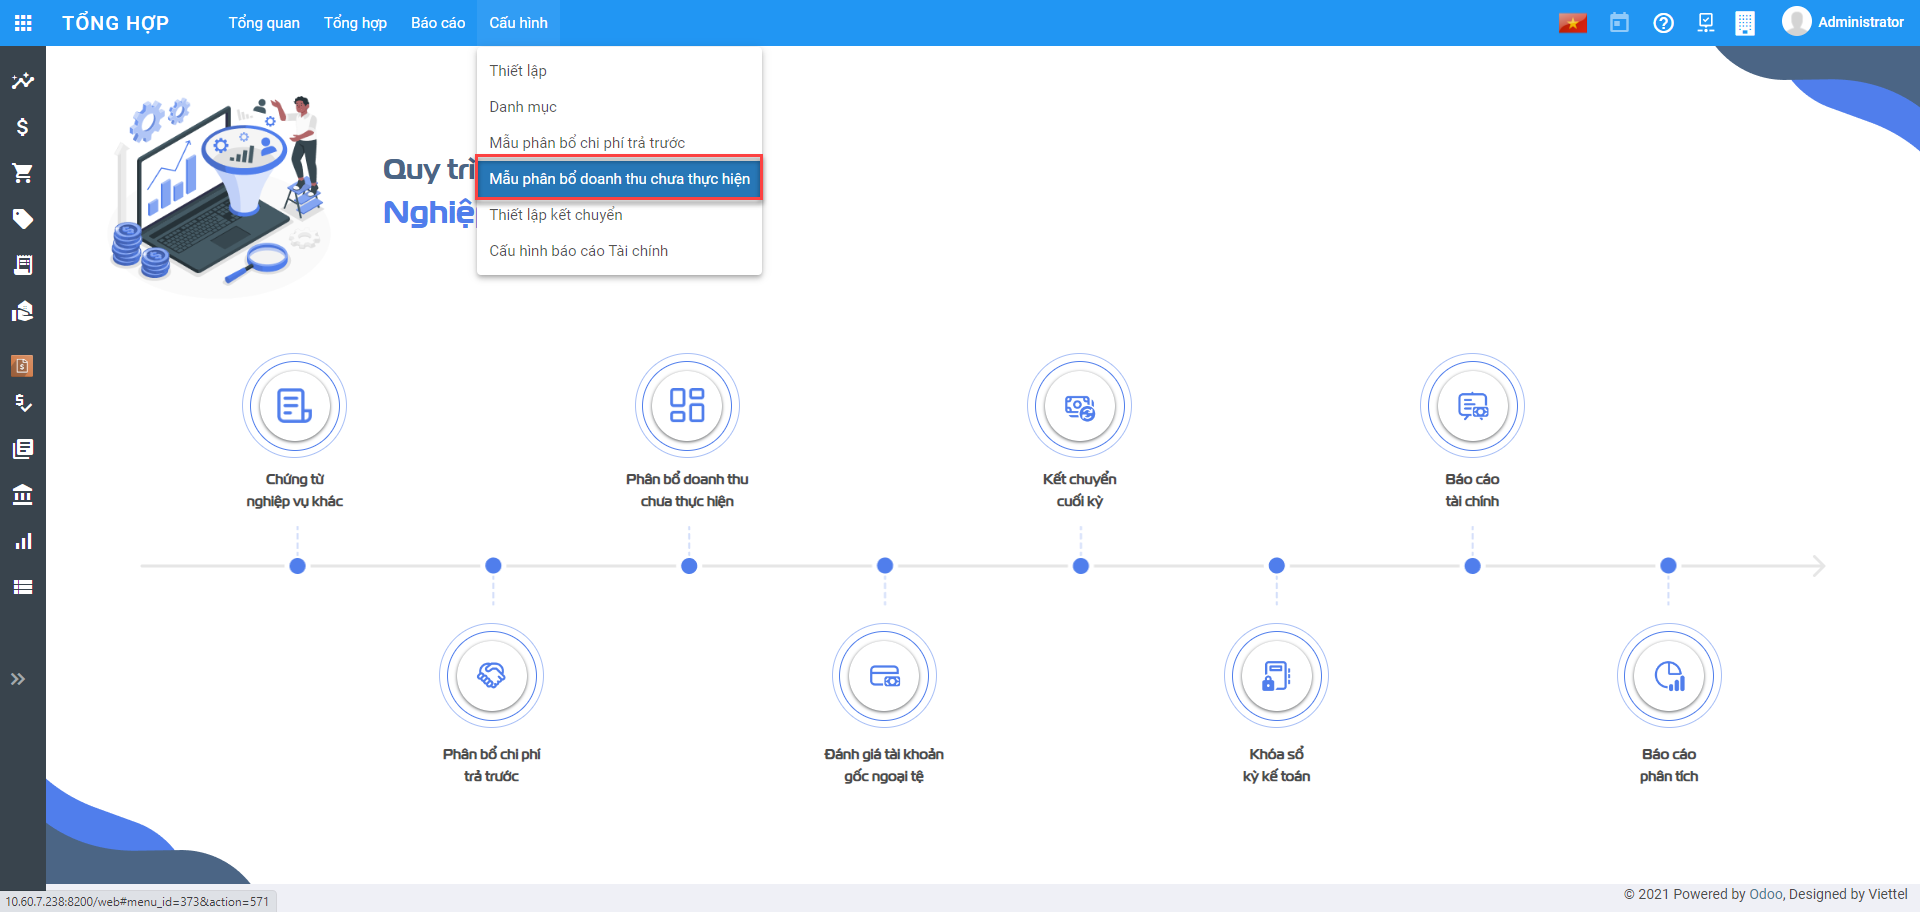 TỔNG HỢP
Tổng quan
Tổng hợp
Báo cáo
Cấu hình
Administrator
Thiết lập
Danh mục
Mẫu phân bổ chi phí trả trước
Mẫu phân bổ doanh thu chưa thực hiện
Thiết lập kết chuyển
Cấu hình báo cáo Tài chính
Quy
Chứng từ
nghiệp vụ khác
Phân bổ doanh thu
chưa thực hiện
Kết chuyển
cuối kỳ
Báo cáo
tài chính
Phân bổ chi phí
trả trước
Đánh giá tài khoản
gốc ngoại tệ
Khóa sổ
kỳ kế toán
Báo cáo
phân tích
10.60.7.238:8200/web#menu_id=373&action=571
© 2021 Powered by Odoo, Designed by Viettel